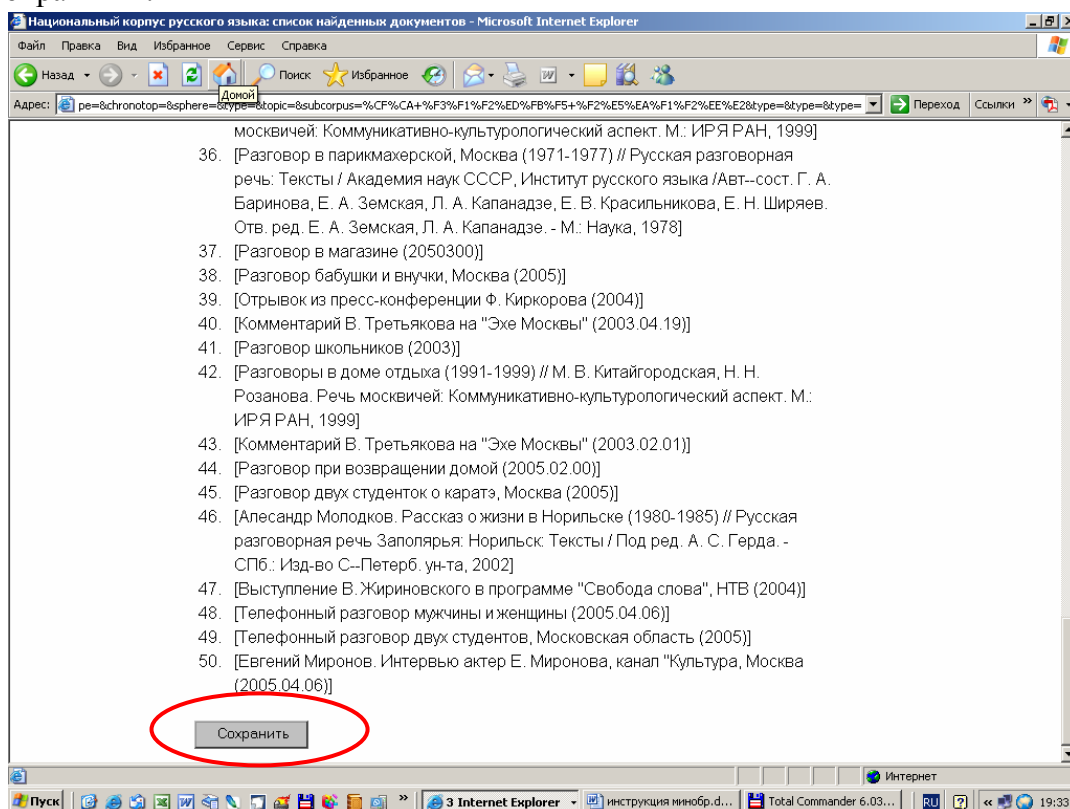 Национальный корпус русского языка: список найденных документов - Microsoft Internet Explorer
Файл Правка Вид Избранное Сервис Справка
Назад Поиск Избранное
Домой
Адрес: pe=&chronotop=&sphere=&type=&topic=&subcorpus=%CF%CA+%F3%F1%F2%ED%FB%F5+%F2%E5%EA%F1%F2%EE%E2&type=&type=&type= Переход Ссылки »
москвичей: Коммуникативно-культурологический аспект. М.: ИРЯ РАН, 1999]
36. [Разговор в парикмахерской, Москва (1971-1977) // Русская разговорная
речь: Тексты / Академия наук СССР, Институт русского языка /Авт--сост. Г. А.
Баринова, Е. А. Земская, Л. А. Капанадзе, Е. В. Красильникова, Е. Н. Ширяев.
Отв. ред. Е. А. Земская, Л. А. Капанадзе. - М.: Наука, 1978]
37. [Разговор в магазине (2050300)]
38. [Разговор бабушки и внучки, Москва (2005)]
39. [Отрывок из пресс-конференции Ф. Киркорова (2004)]
40. [Комментарий В. Третьякова на "Эхе Москвы" (2003.04.19)]
41. [Разговор школьников (2003)]
42. [Разговоры в доме отдыха (1991-1999) // М. В. Китайгородская, Н. Н.
Розанова. Речь москвичей: Коммуникативно-культурологический аспект. М.:
ИРЯ РАН, 1999]
43. [Комментарий В. Третьякова на "Эхе Москвы" (2003.02.01)]
44. [Разговор при возвращении домой (2005.02.00)]
45. [Разговор двух студенток о каратэ, Москва (2005)]
46. [Алесандр Молодков. Рассказ о жизни в Норильске (1980-1985) // Русская
разговорная речь Заполярья: Норильск: Тексты / Под ред. А. С. Герда. -
СПб.: Изд-во С--Петерб. ун-та, 2002]
47. [Выступление В. Жириновского в программе "Свобода слова", НТВ (2004)]
48. [Телефонный разговор мужчины и женщины (2005.04.06)]
49. [Телефонный разговор двух студентов, Московская область (2005)]
50. [Евгений Миронов. Интервью актер Е. Миронова, канал "Культура, Москва
(2005.04.06)]
Сохранить
Интернет
Пуск » 3 Internet Explorer инструкция минобр.d... Total Commander 6.03... RU « 19:33